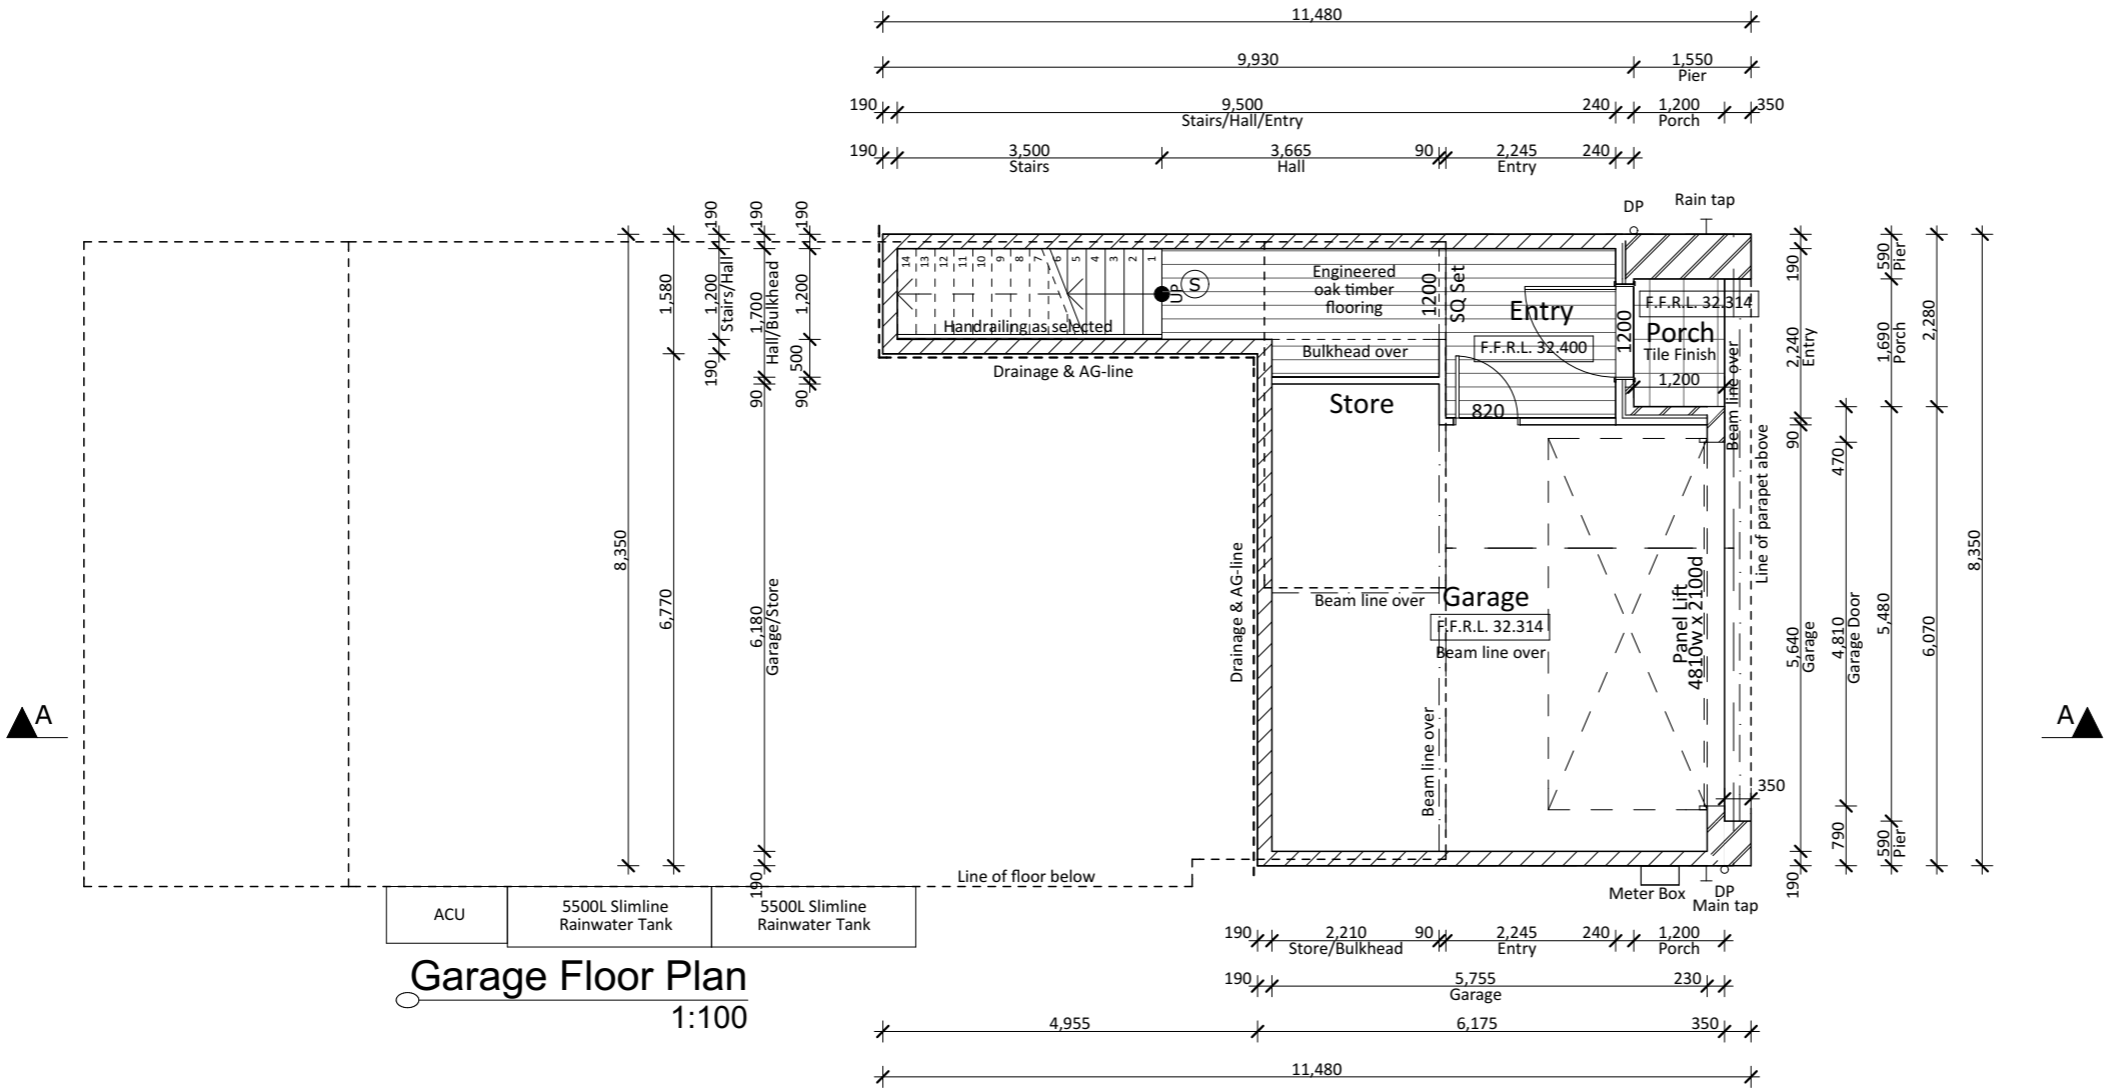 11,480
9,930
1,550
Pier
190
9,500
240
1,200
350
Stairs/Hall/Entry
Porch
190
3,500
3,665
90
2,245
240
Stairs
Hall
Entry
DP
Rain tap
190
190
190
1,580
1,200
Stairs/Hall
1,700
Hall/Bulkhead
1,200
190
500
90
90
8,350
6,770
6,180
Garage/Store
190
14
13
12
11
10
9
8
7
6
5
4
3
2
1
UP
S
Handrailing as selected
Engineered
oak timber
flooring
1200
SQ Set
Entry
F.F.R.L. 32.400
Bulkhead over
1200
F.F.R.L. 32.314
Porch
Tile Finish
1,200
Beam line over
Drainage & AG-line
Store
820
Line of parapet above
Drainage & AG-line
Beam line over
Garage
F.F.R.L. 32.314
Beam line over
Beam line over
Panel Lift
4810w x 2100d
350
190
2,240
Entry
90
5,640
Garage
190
470
4,810
Garage Door
790
590
Pier
1,690
Porch
5,480
590
Pier
2,280
6,070
8,350
A
A
Line of floor below
Meter Box
DP
Main tap
ACU
5500L Slimline
Rainwater Tank
5500L Slimline
Rainwater Tank
190
2,210
90
2,245
240
1,200
Store/Bulkhead
Entry
Porch
190
5,755
230
Garage
4,955
6,175
350
11,480
Garage Floor Plan
1:100